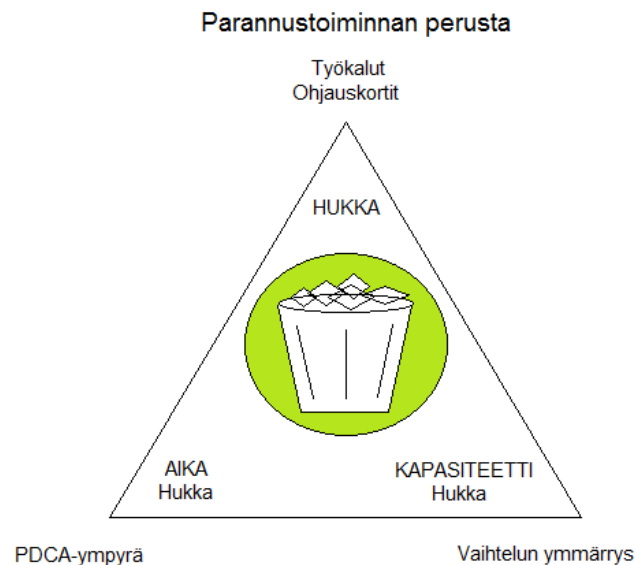 Parannustoiminnan perusta
Työkalut
Ohjauskortit
HUKKA
AIKA
Hukka
KAPASITEETTI
Hukka
PDCA-ympyrä
Vaihtelun ymmärrys